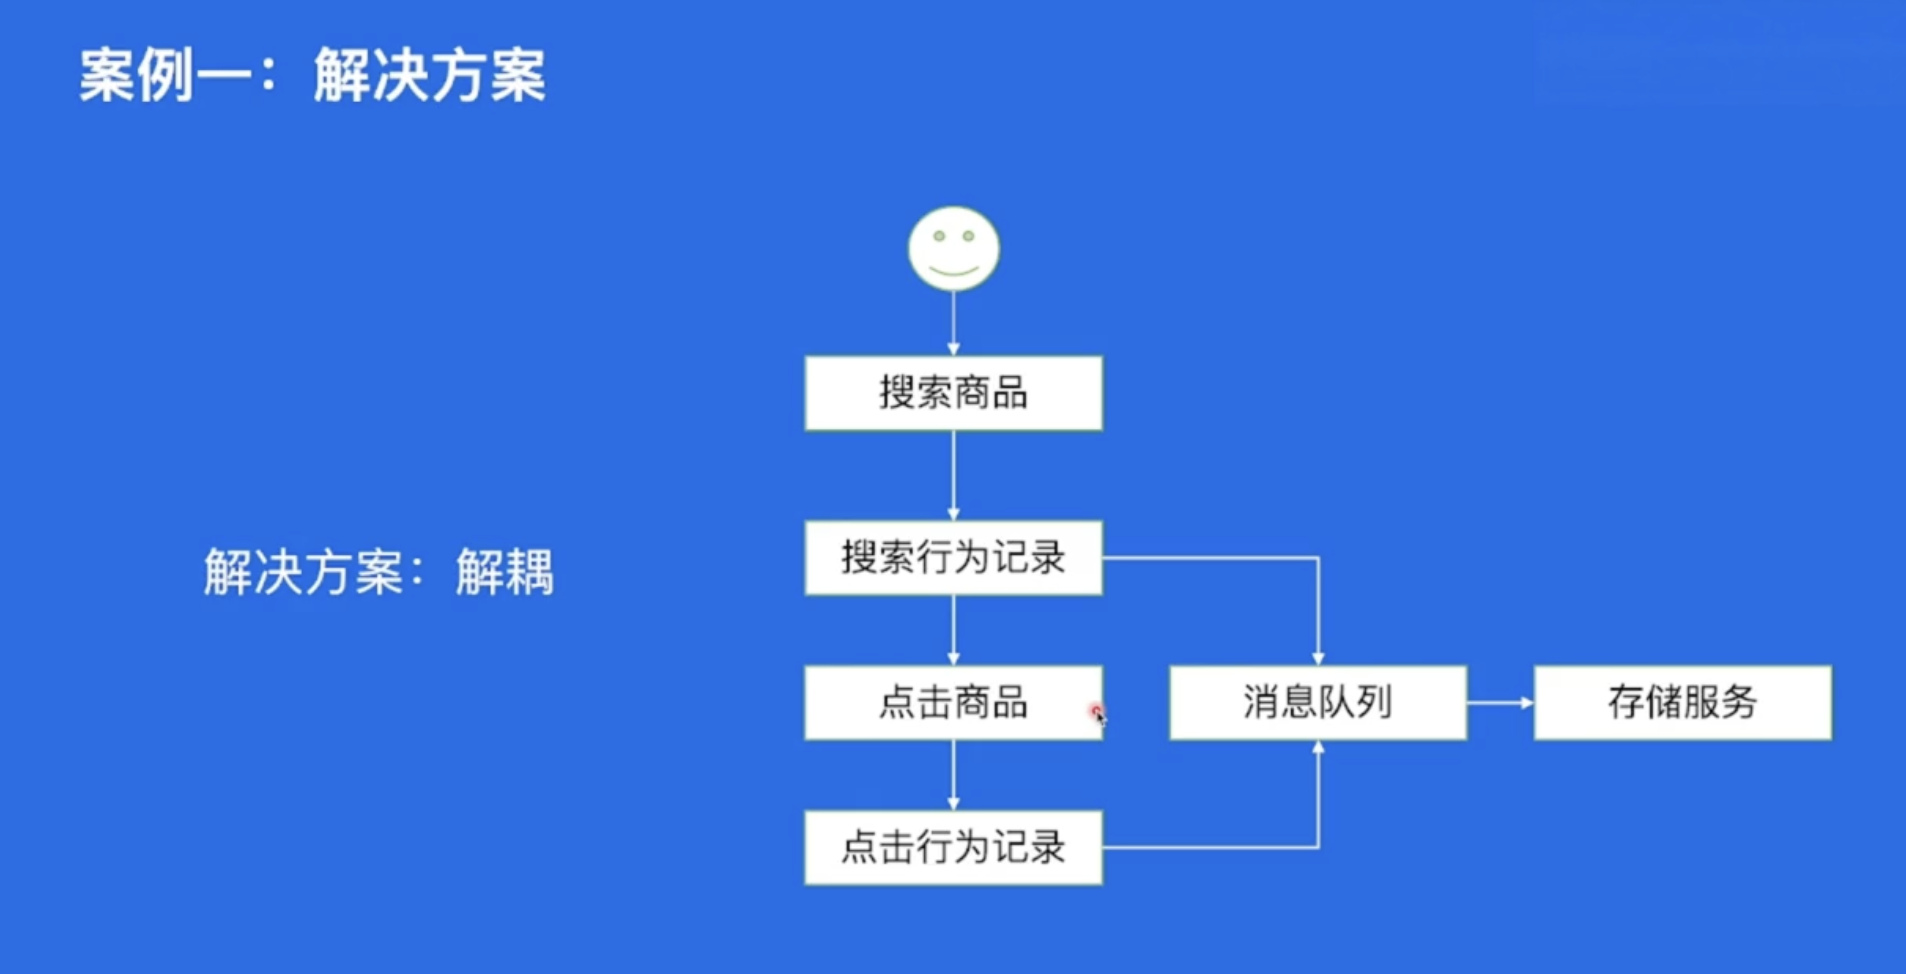 案例一：解决方案
搜索商品
搜索行为记录
解决方案：解耦
点击商品
消息队列
存储服务
点击行为记录